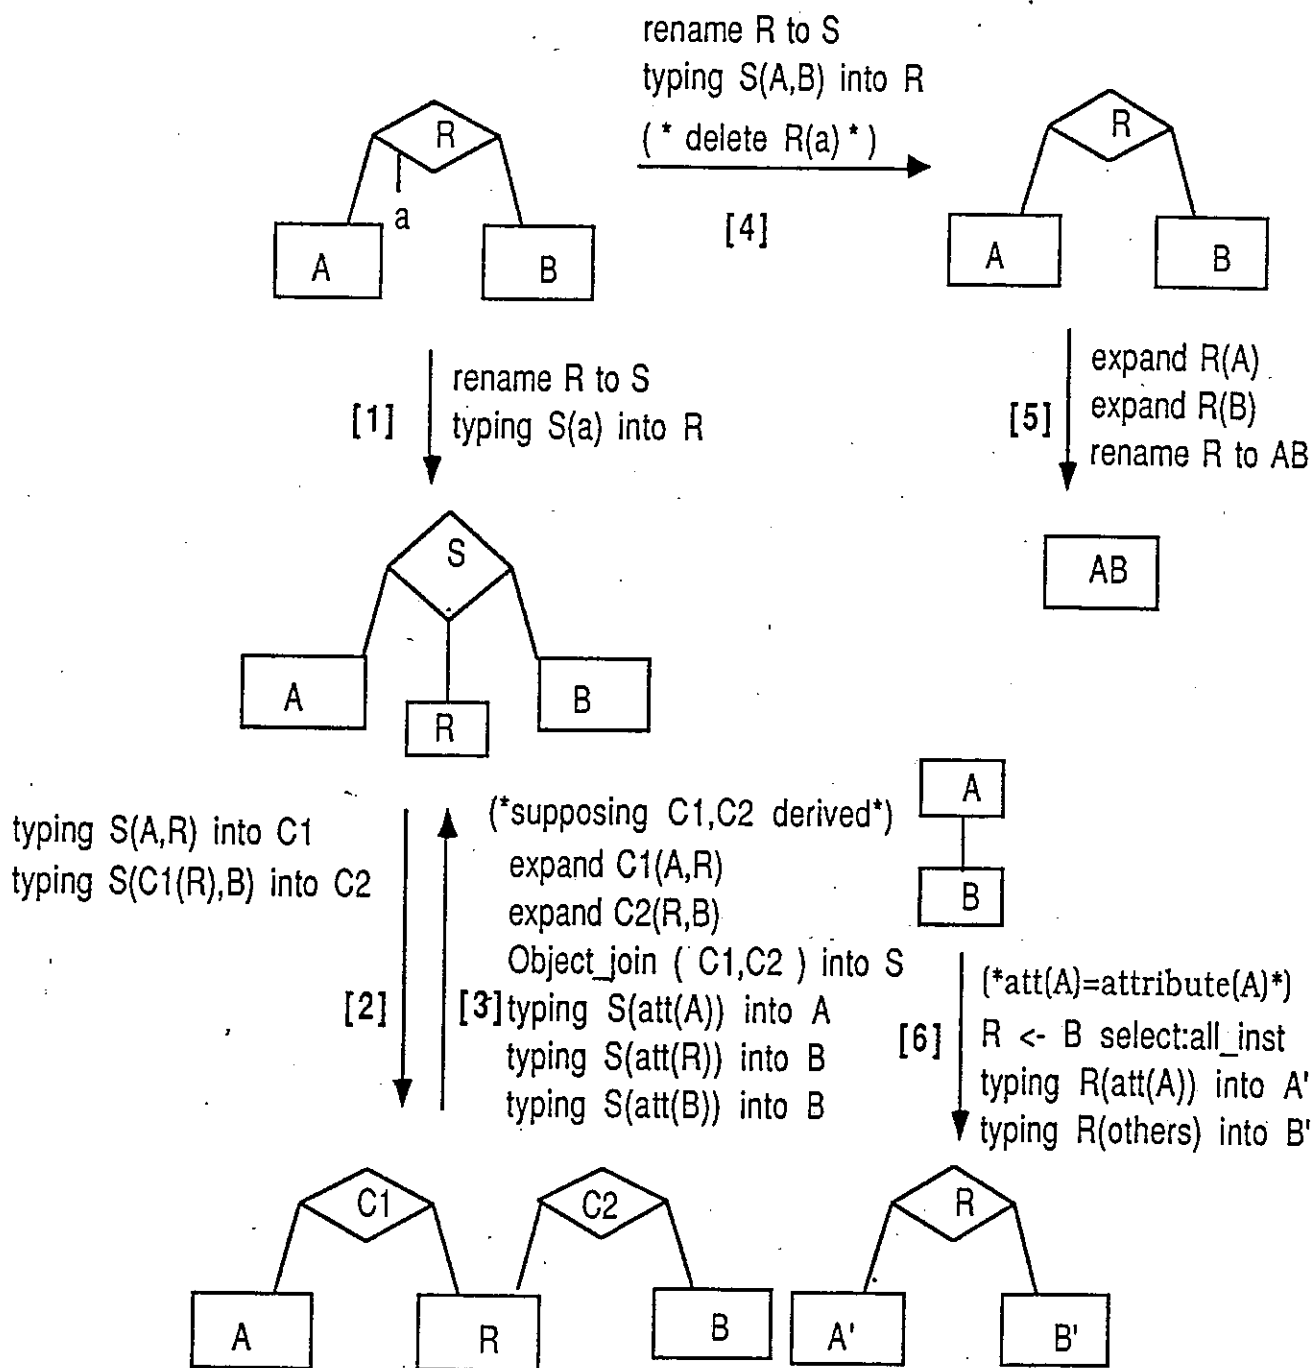 rename R to S
typing S(A,B) into R
( * delete R(a) * )
[4]
R
a
A
B
R
A
B
[1]
rename R to S
typing S(a) into R
[5]
expand R(A)
expand R(B)
rename R to AB
S
A
R
B
AB
typing S(A,R) into C1
typing S(C1(R),B) into C2
[2]
(*supposing C1,C2 derived*)
expand C1(A,R)
expand C2(R,B)
Object_join ( C1,C2 ) into S
[3] typing S(att(A)) into A
typing S(att(R)) into B
typing S(att(B)) into B
A
B
[6]
(*att(A)=attribute(A)*)
R <- B select:all_inst
typing R(att(A)) into A'
typing R(others) into B'
C1
C2
R
A
R
B
A'
B'